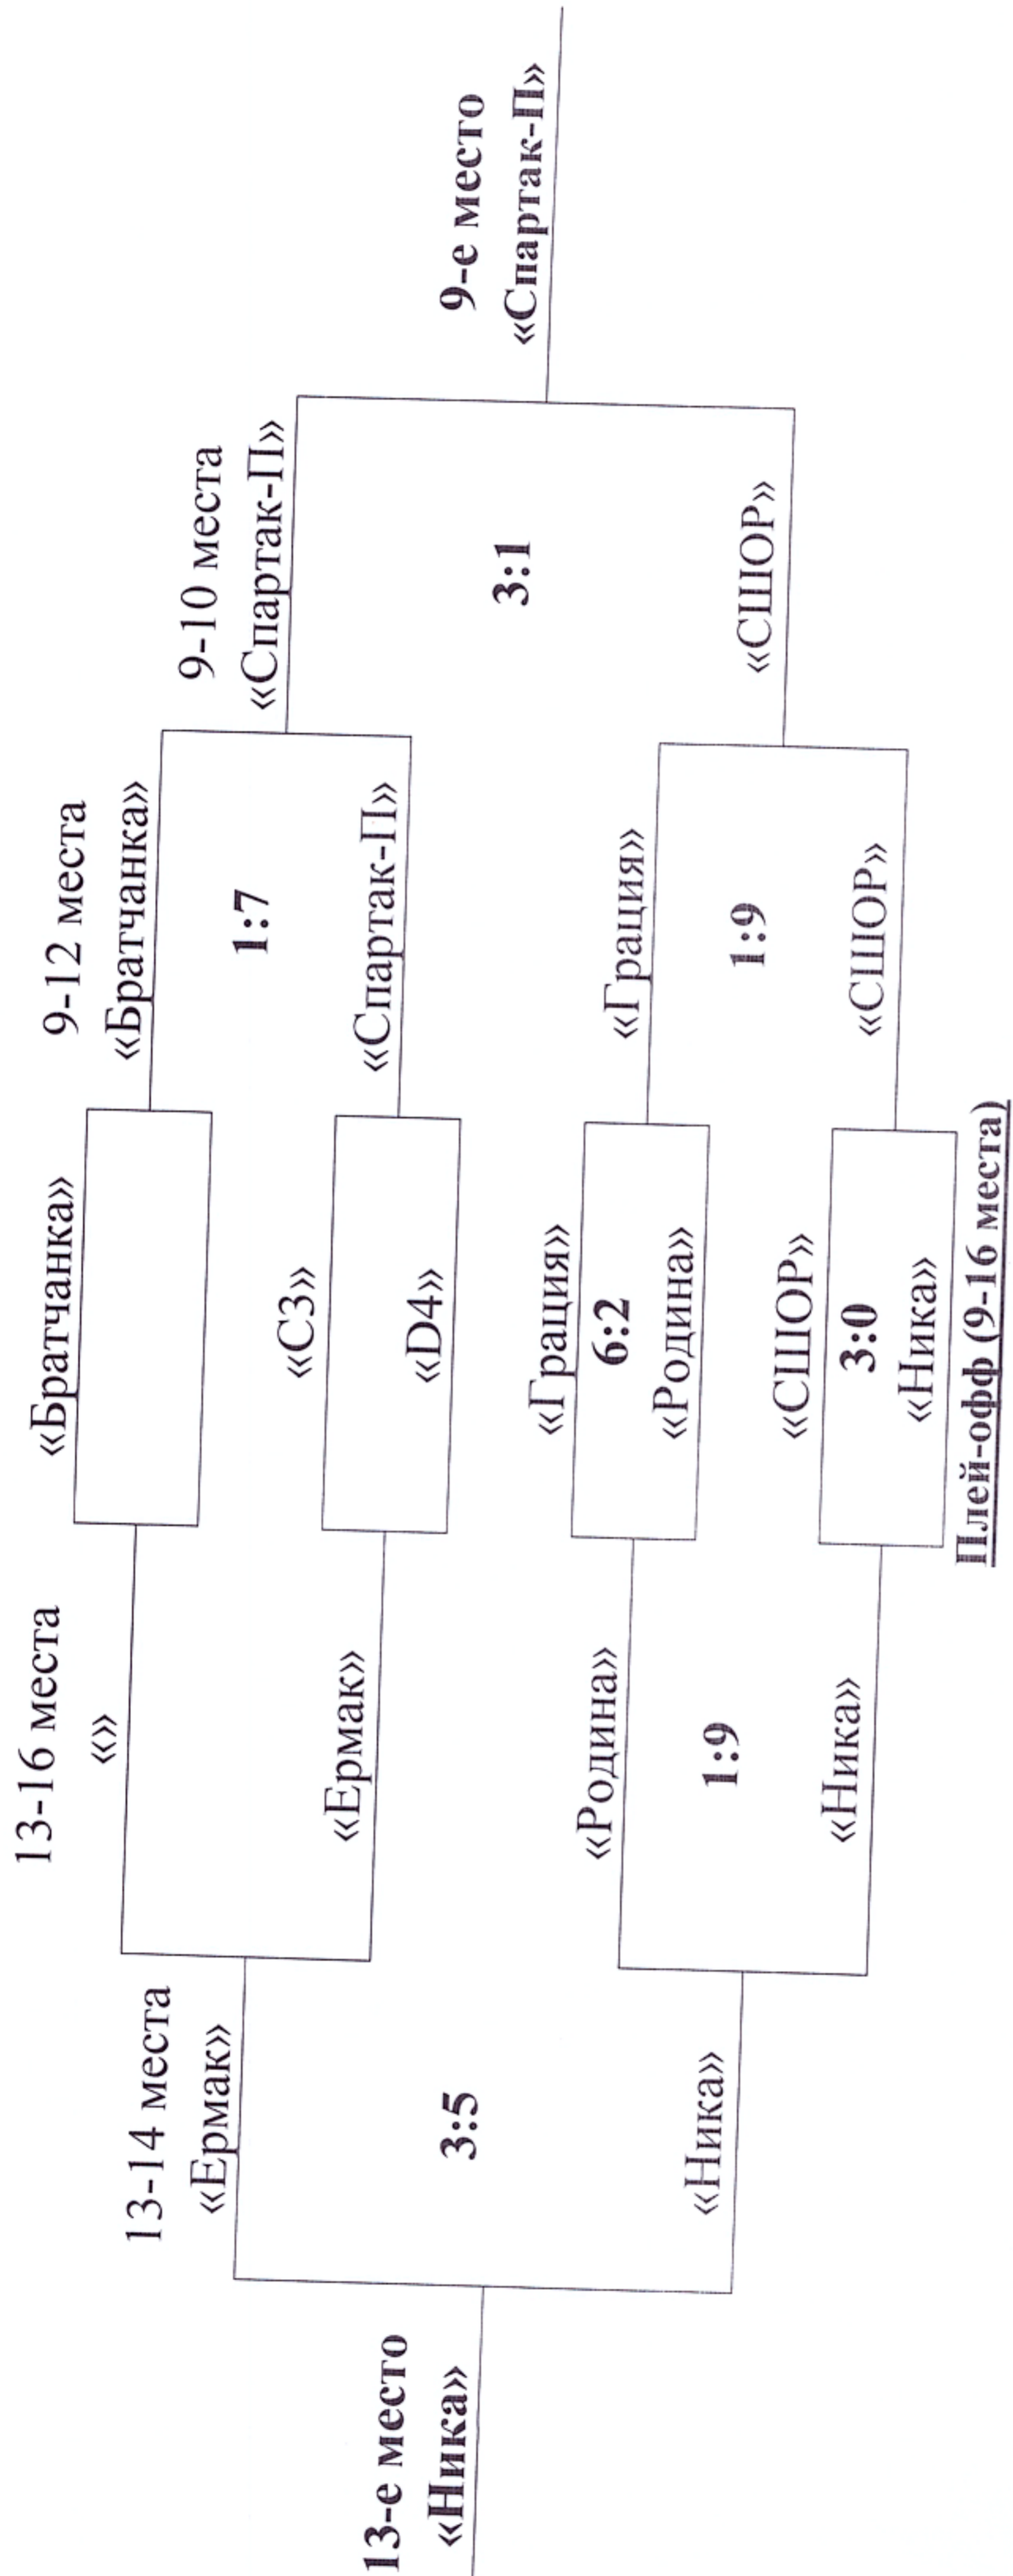 13-16 места
9-12 места
«Братчанка»
«»
«Братчанка»
13-14 места
9-10 места
«Ермак»
1:7
«Спартак-П»
«С3»
«Ермак»
«Спартак-П»
13-е место
«D4»
9-е место
«Ника»
3:5
3:1
«Спартак-П»
«Грация»
«Родина»
6:2
«Грация»
«Родина»
1:9
1:9
«Ника»
«СШОР»
«СШОР»
«Ника»
3:0
«СШОР»
«Ника»
Плей-офф (9-16 места)